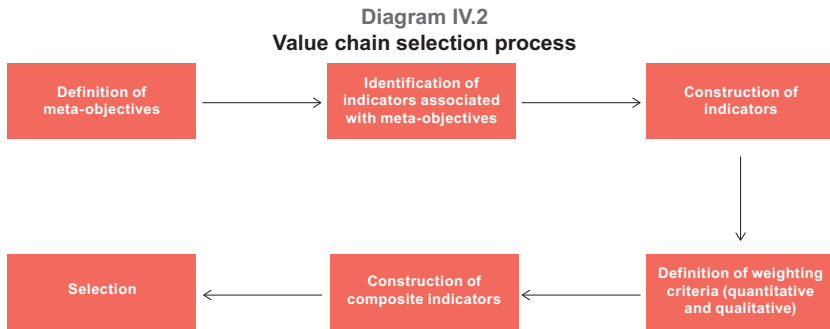 Diagram IV.2
Value chain selection process
Definition of
meta-objectives
Identification of
indicators associated
with meta-objectives
Construction of
indicators
Definition of weighting
criteria (quantitative
and qualitative)
Construction of
composite indicators
Selection